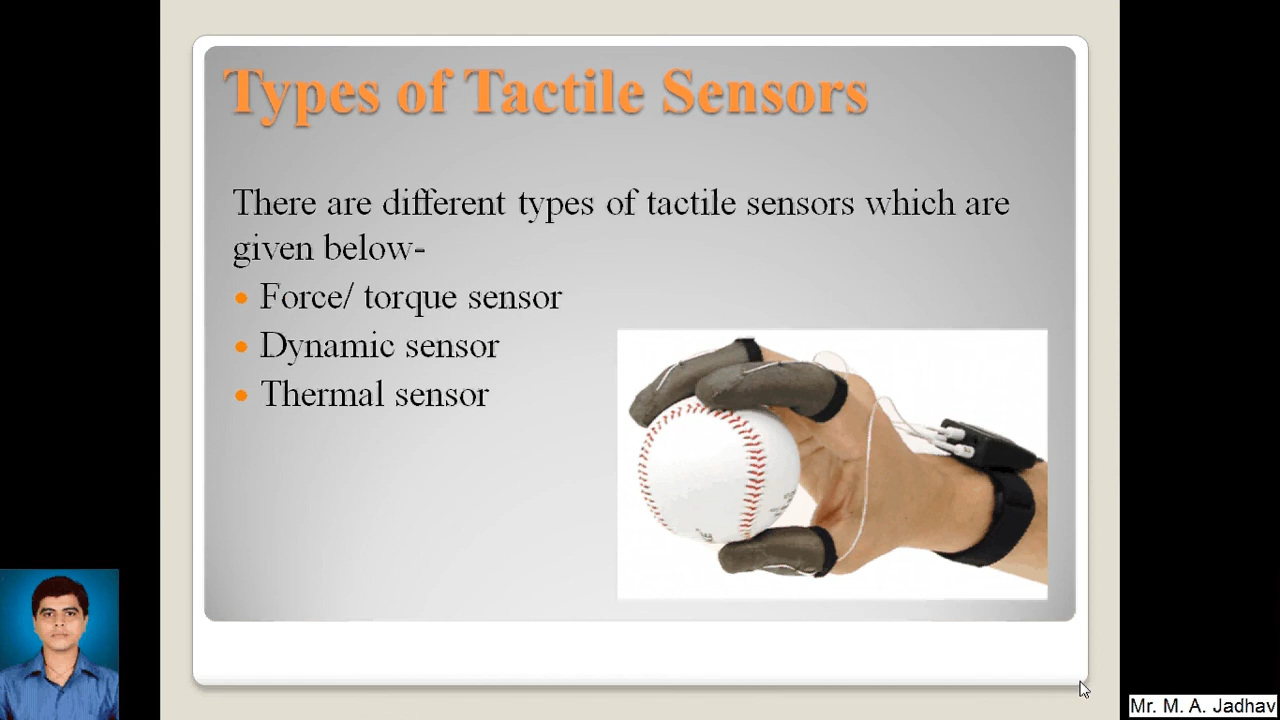 Types of Tactile Sensors
There are different types of tactile sensors which are
given below-
Force/ torque sensor
Dynamic sensor
Thermal sensor
Mr. M. A. Jadhav